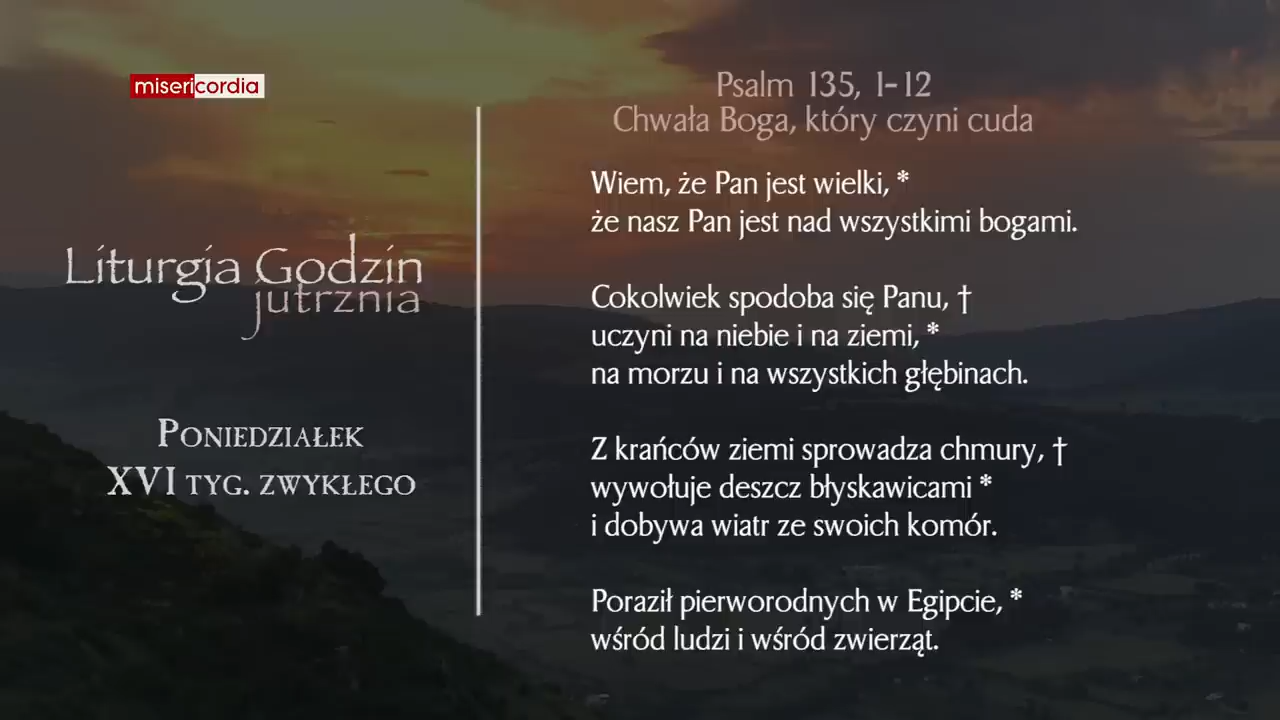 misericordia
Liturgia Godzin
jutrznia
Poniedziałek
XVI tyg. zwykłego
Psalm 135, 1-12
Chwała Boga, który czyni cuda
Wiem, że Pan jest wielki, *
że nasz Pan jest nad wszystkimi bogami.
Cokolwiek spodoba się Panu, †
uczyni na niebie i na ziemi, *
na morzu i na wszystkich głębinach.
Z krańców ziemi sprowadza chmury, †
wywołuje deszcz błyskawicami *
i dobywa wiatr ze swoich komór.
Poraził pierworodnych w Egipcie, *
wśród ludzi i wśród zwierząt.